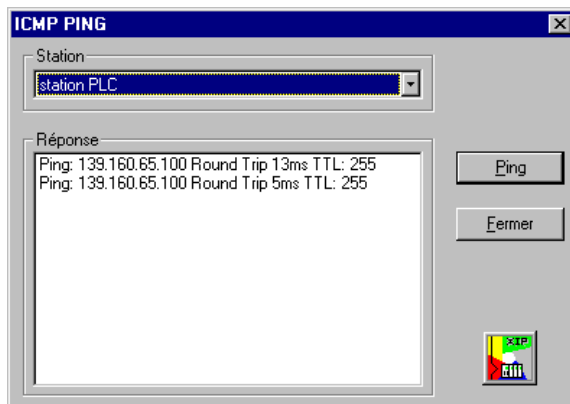 ICMP PING
Station
station PLC
Réponse
Ping: 139.160.65.100 Round Trip 13ms TTL: 255
Ping: 139.160.65.100 Round Trip 5ms TTL: 255
Ping
Fermer
XIP